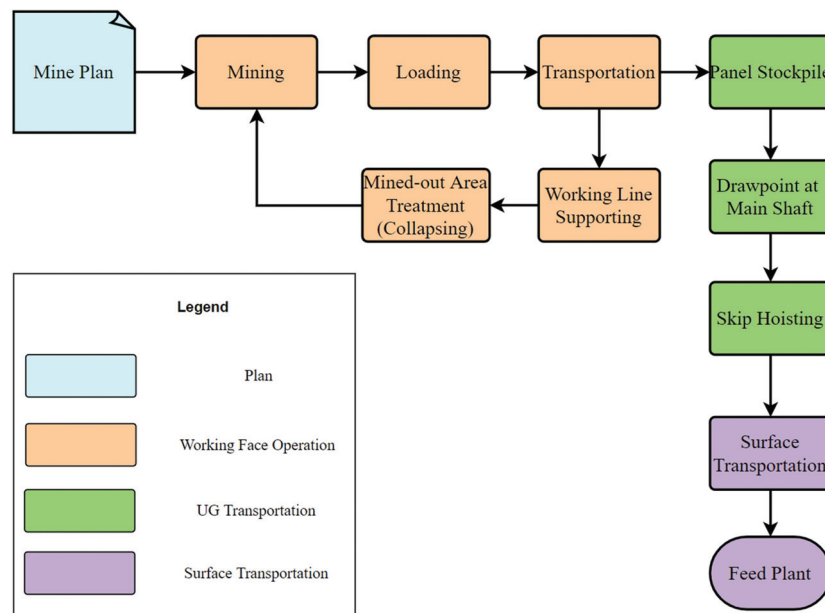 Mine Plan
Mining
Loading
Transportation
Panel Stockpile
Mined-out Area
Treatment
(Collapsing)
Working Line
Supporting
Drawpoint at
Main Shaft
Skip Hoisting
Surface
Transportation
Feed Plant
Legend
Plan
Working Face Operation
UG Transportation
Surface Transportation